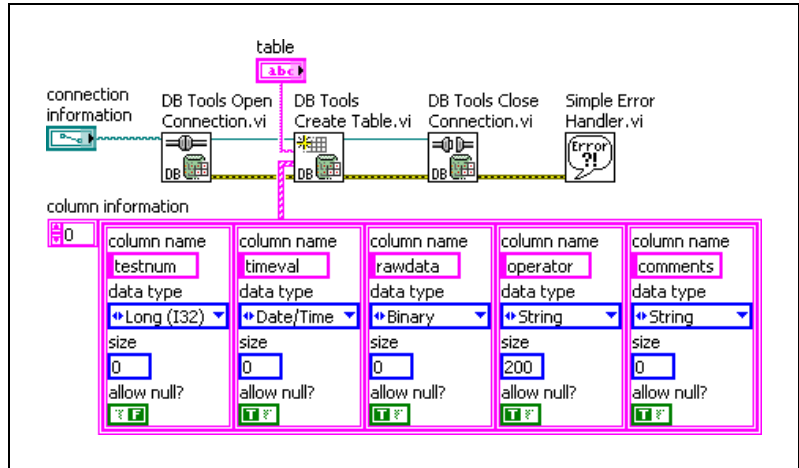 table
abc
connection
information
DB Tools Open
Connection.vi
DB Tools
Create Table.vi
DB Tools Close
Connection.vi
Simple Error
Handler.vi
DB
DB
DB
Error
?!
column information
0
column name
testnum
data type
Long (I32)
size
0
allow null?
F
column name
timeval
data type
Date/Time
size
0
allow null?
T
column name
rawdata
data type
Binary
size
0
allow null?
T
column name
operator
data type
String
size
200
allow null?
T
column name
comments
data type
String
size
0
allow null?
T